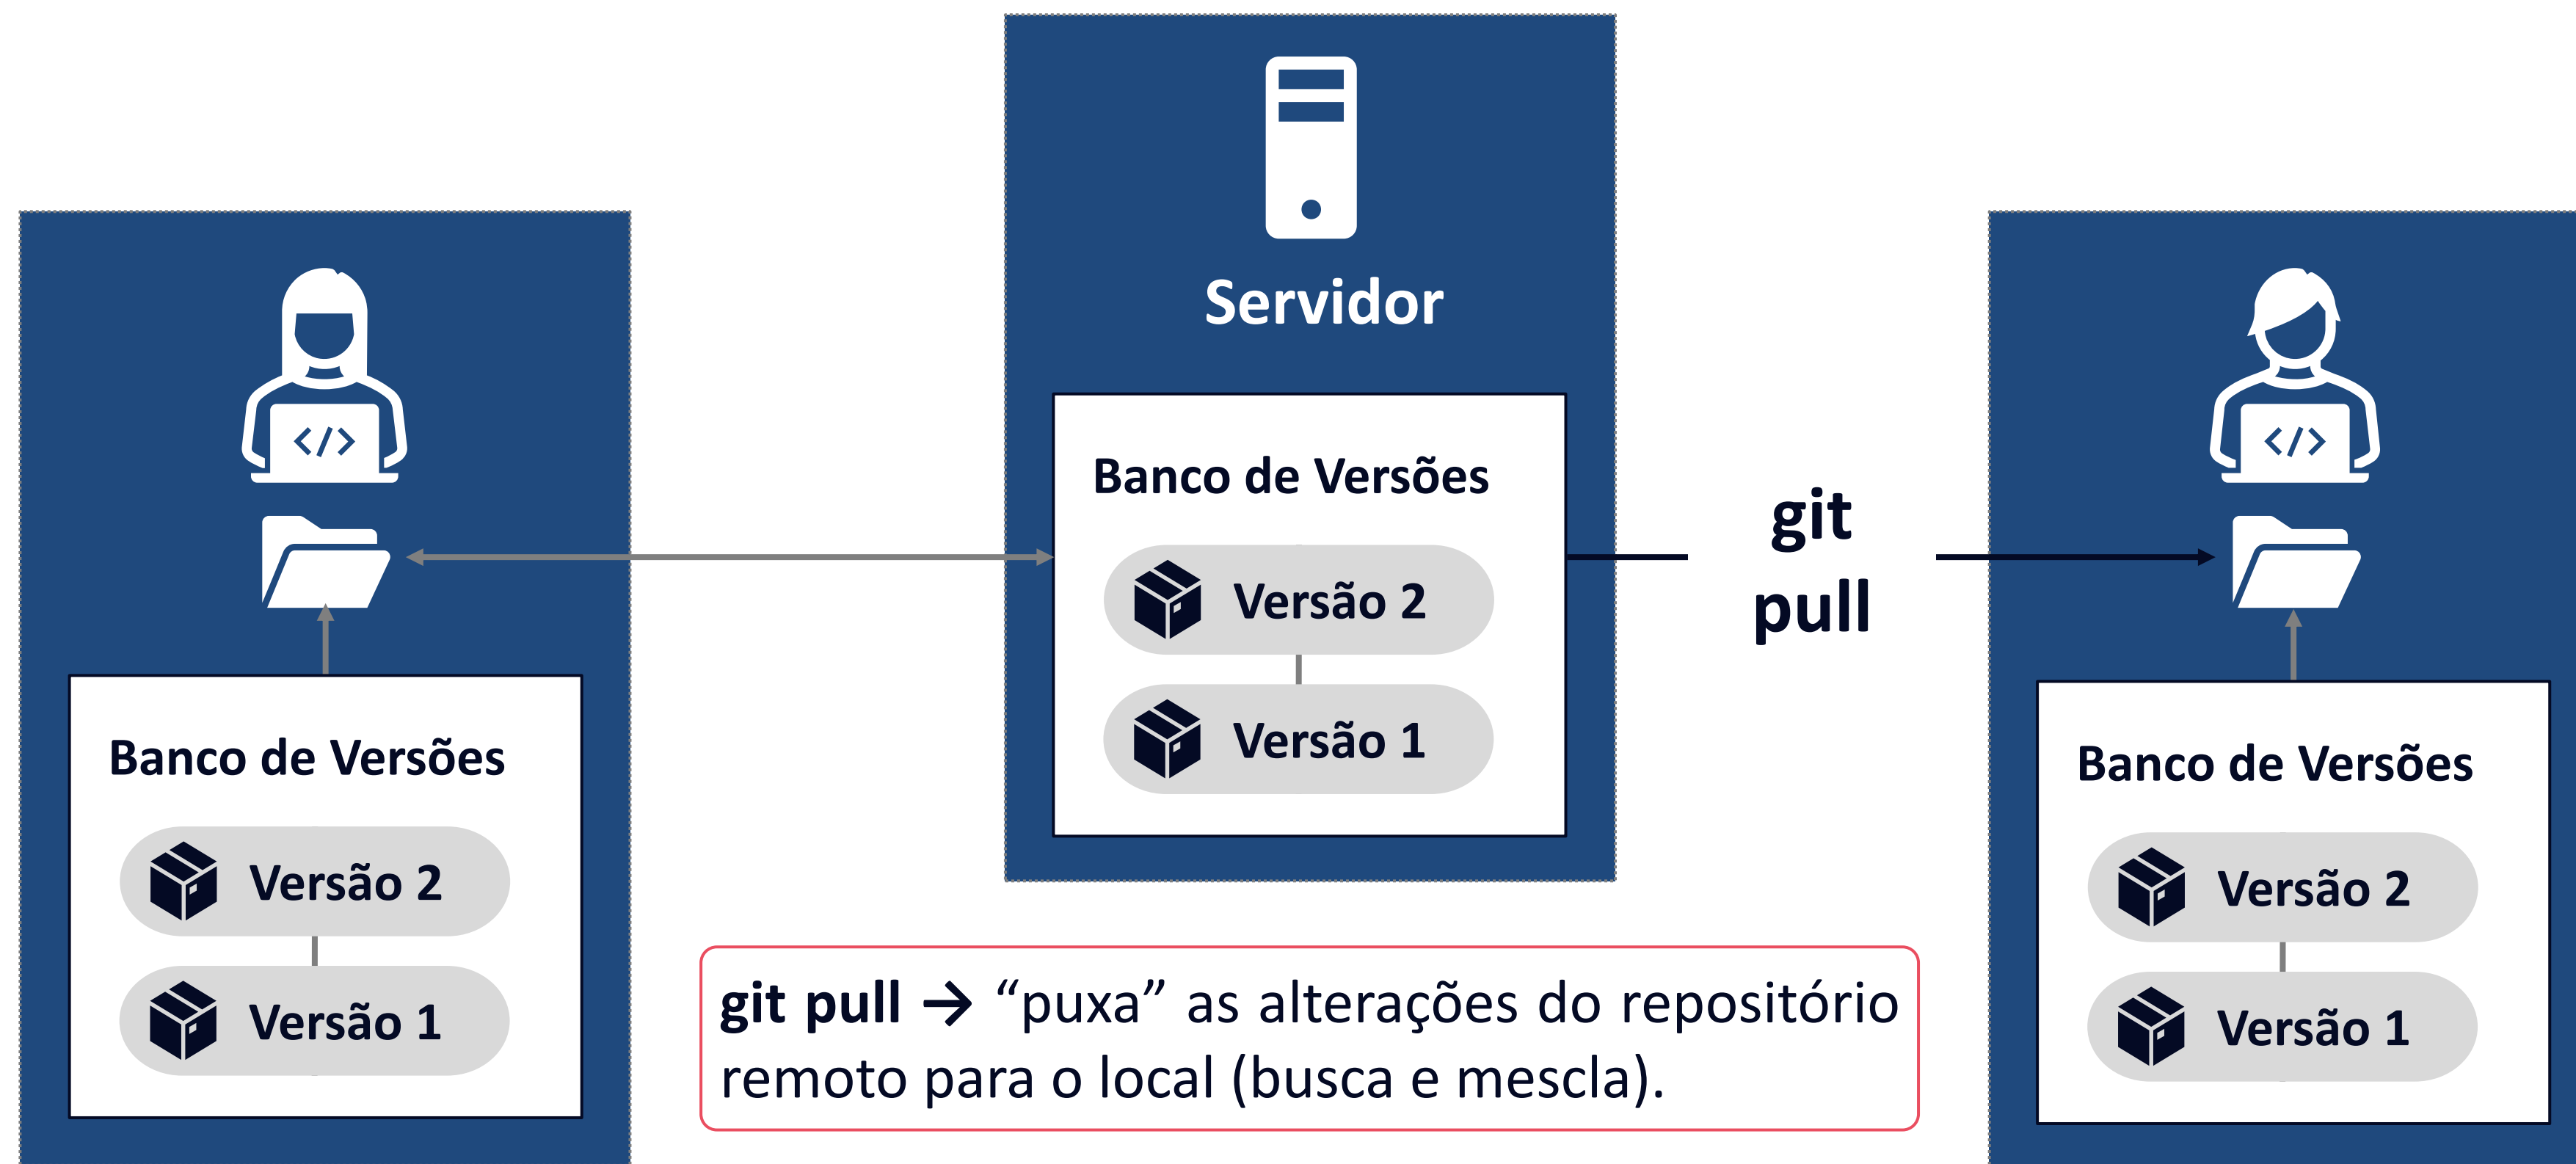 Servidor
Banco de Versões
Versão 2
Versão 1
git
pull
</>
Banco de Versões
Versão 2
Versão 1
</>
Banco de Versões
Versão 2
Versão 1
git pull → “puxa” as alterações do repositório
remoto para o local (busca e mescla).